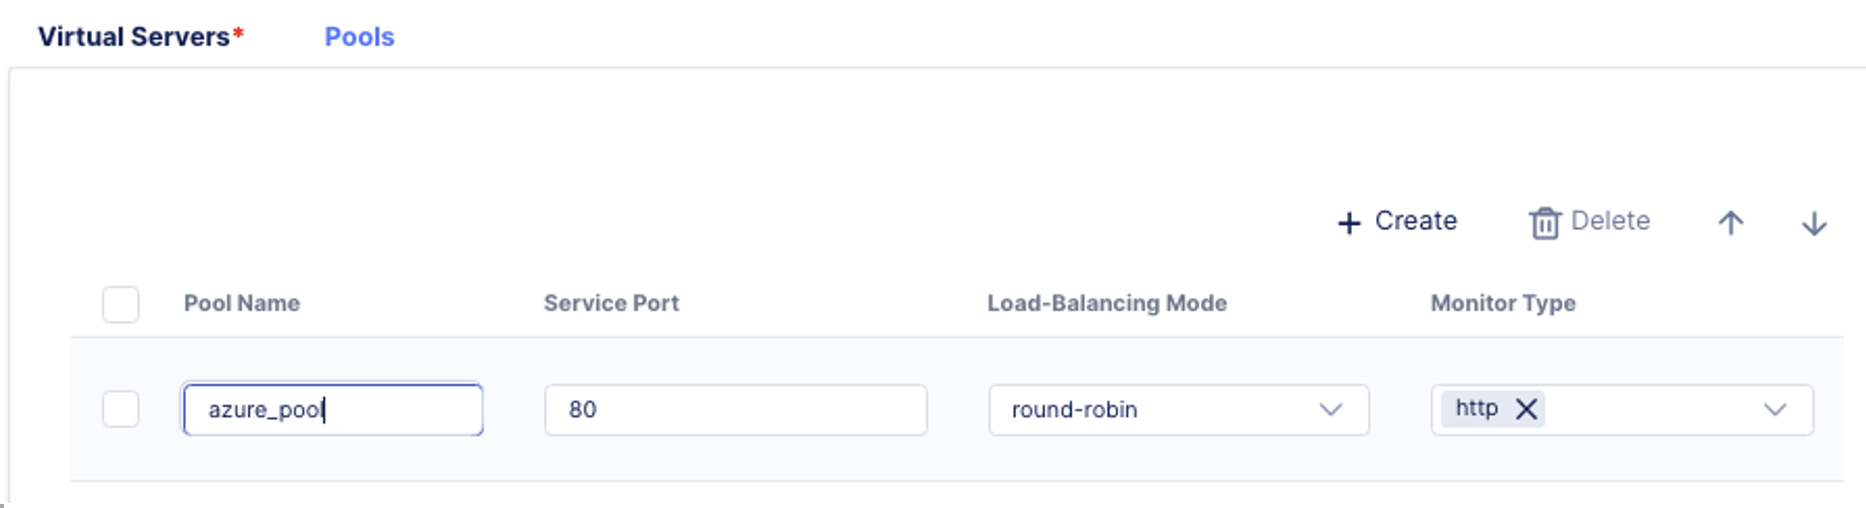 Virtual Servers* Pools
Create Delete
Pool Name Service Port Load-Balancing Mode Monitor Type
azure_pool 80 round-robin http